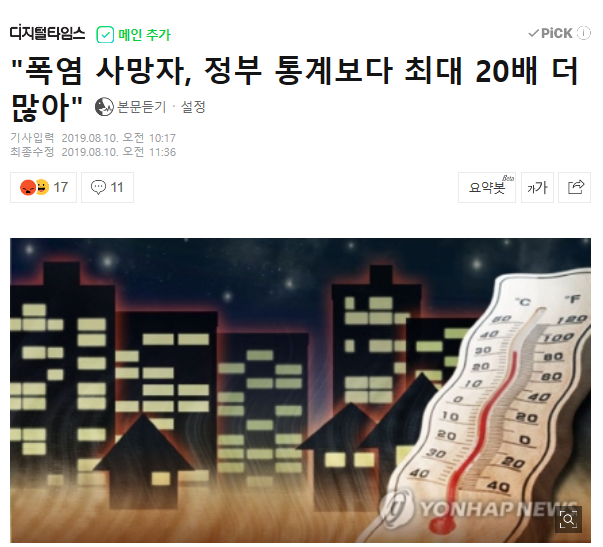 디지털타임스 메인 추가 PiCK
"폭염 사망자, 정부 통계보다 최대 20배 더
많아" 본문듣기 · 설정
기사입력 2019.08.10. 오전 10:17
최종수정 2019.08.10. 오전 11:36
17 11 요약봇 Beta 가가
°C °F
50 120
40 100
30 80
20 60
10 40
0 20
10 0
20 20
30 40
40
YONHAP NEWS